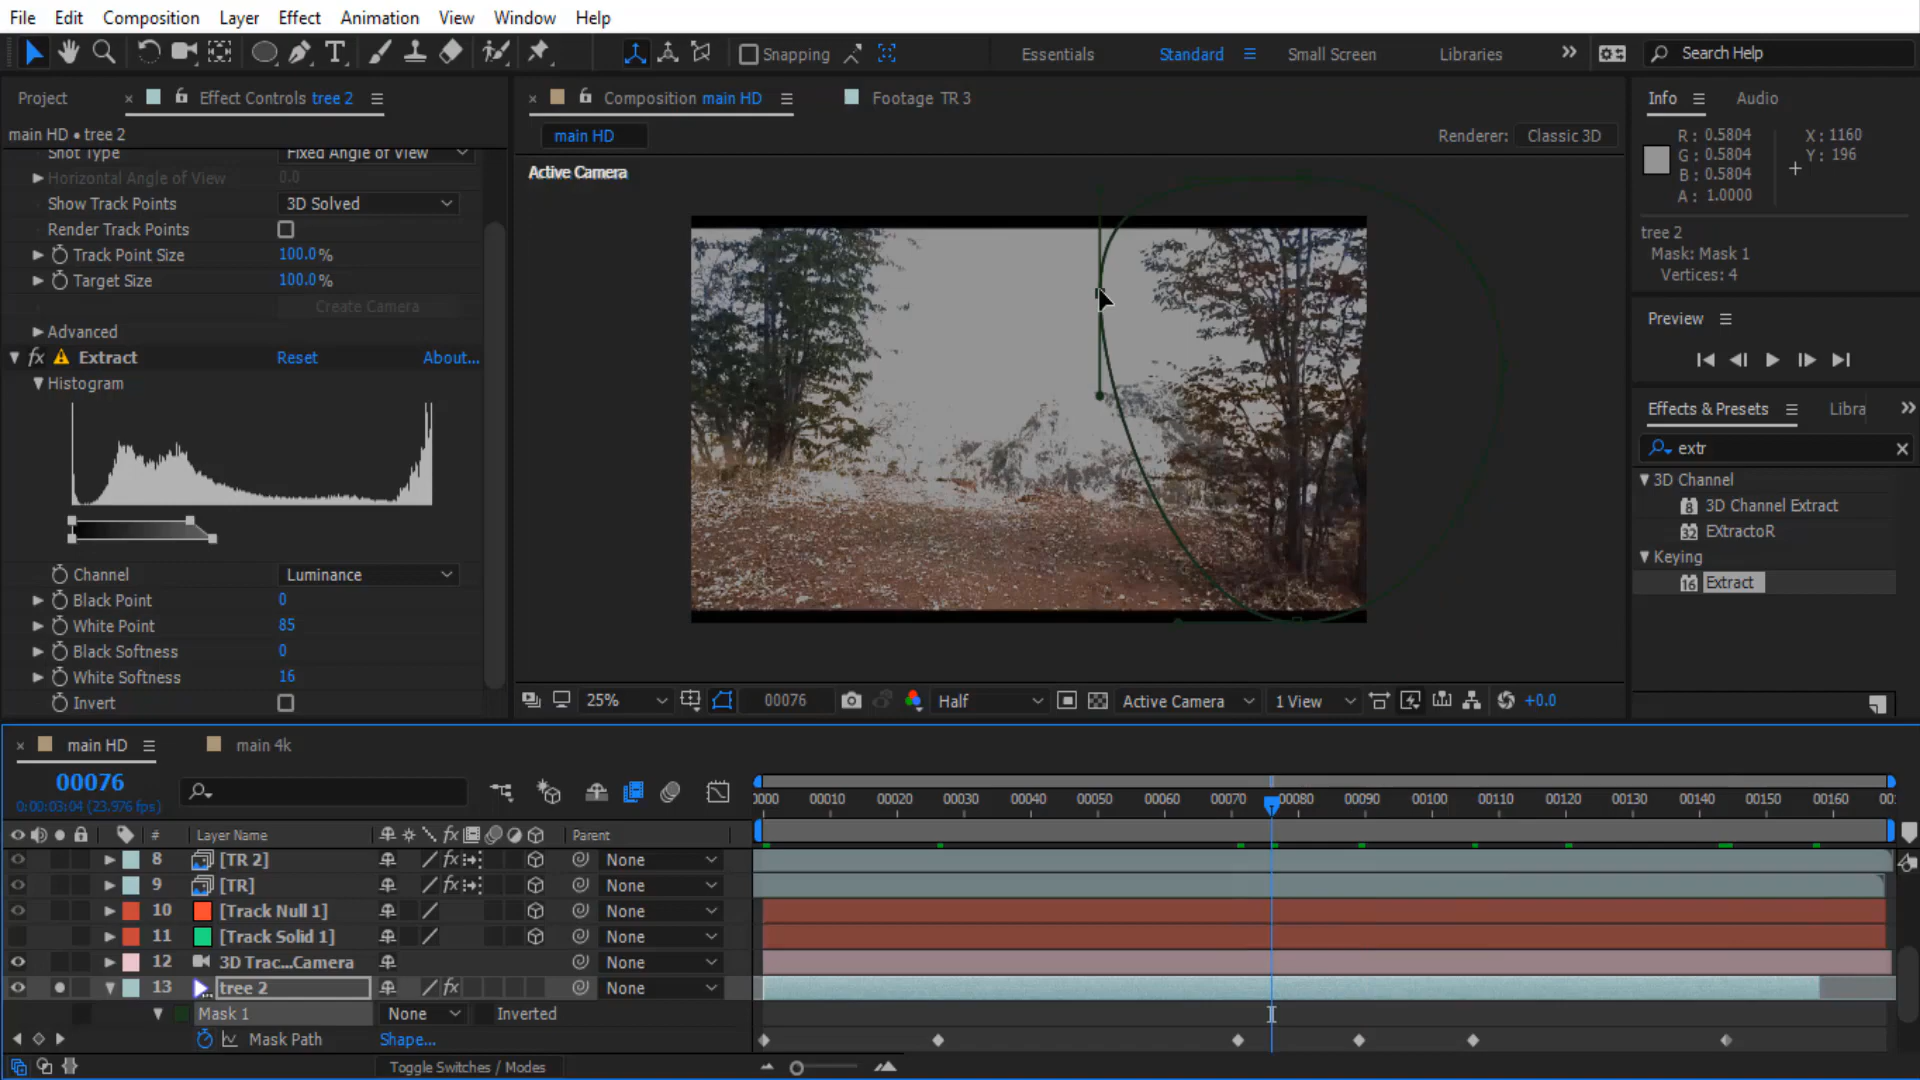 File Edit Composition Layer Effect Animation View Window Help
Snapping Essentials Standard Small Screen Libraries Search Help
Project Effect Controls tree 2 Composition main HD Footage TR 3 Info Audio
main HD • tree 2 main HD Renderer: Classic 3D
R: 0.5804 X: 1160
G: 0.5804 Y: 196
B: 0.5804
A: 1.0000
Shot Type Fixed Angle of View
Horizontal Angle of View 0.0
Show Track Points 3D Solved
Render Track Points
Track Point Size 100.0 %
Target Size 100.0 %
Create Camera
Advanced
fx Extract Reset About...
Histogram
Channel Luminance
Black Point 0
White Point 85
Black Softness 0
White Softness 16
Invert
Active Camera
25% 00076 Half Active Camera 1 View +0.0
tree 2
Mask: Mask 1
Vertices: 4
Preview
Effects & Presets Libra
extr
3D Channel
8 3D Channel Extract
32 EXtractoR
Keying
16 Extract
main HD main 4k
00076
0:00:03:04 (23.976 fps)
0000 00010 00020 00030 00040 00050 00060 00070 00080 00090 00100 00110 00120 00130 00140 00150 00160 00:
# Layer Name fx Parent
8 [TR 2] fx None
9 [TR] fx None
10 [Track Null 1] None
11 [Track Solid 1] None
12 3D Trac...Camera None
13 tree 2 fx None
Mask 1 None Inverted
Mask Path Shape...
Toggle Switches / Modes